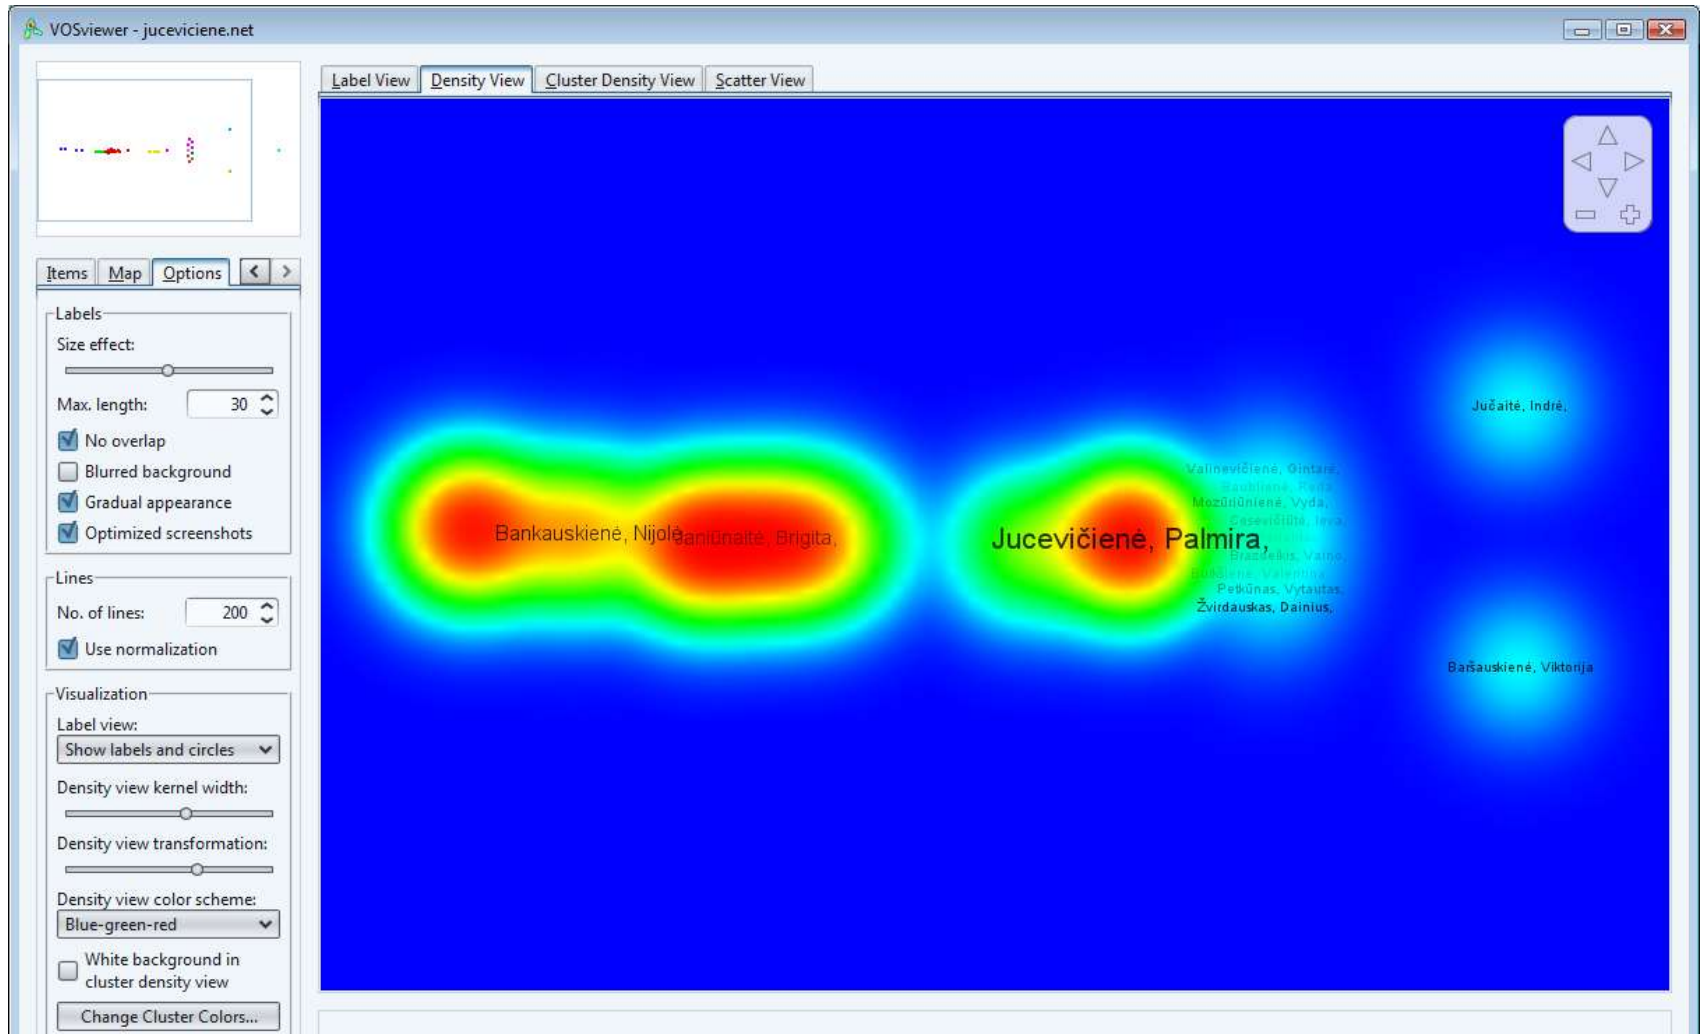 VOSviewer - juceviciene.net
Label View Density View Cluster Density View Scatter View
Items Map Options
Labels
Size effect:
Max. length: 30
No overlap
Blurred background
Gradual appearance
Optimized screenshots
Lines
No. of lines: 200
Use normalization
Visualization
Label view:
Show labels and circles
Density view kernel width:
Density view transformation:
Density view color scheme:
Blue-green-red
White background in
cluster density view
Change Cluster Colors...
Jučaitė, Indrė,
Valinevičienė, Gintarė,
Mozūriūnienė, Vyda,
Bankauskienė, Nijolė
Brigita,
Jucevičienė, Palmira,
Valentina
Petkūnas, Vytautas,
Žvirdauskas, Dainius,
Baršauskienė, Viktorija